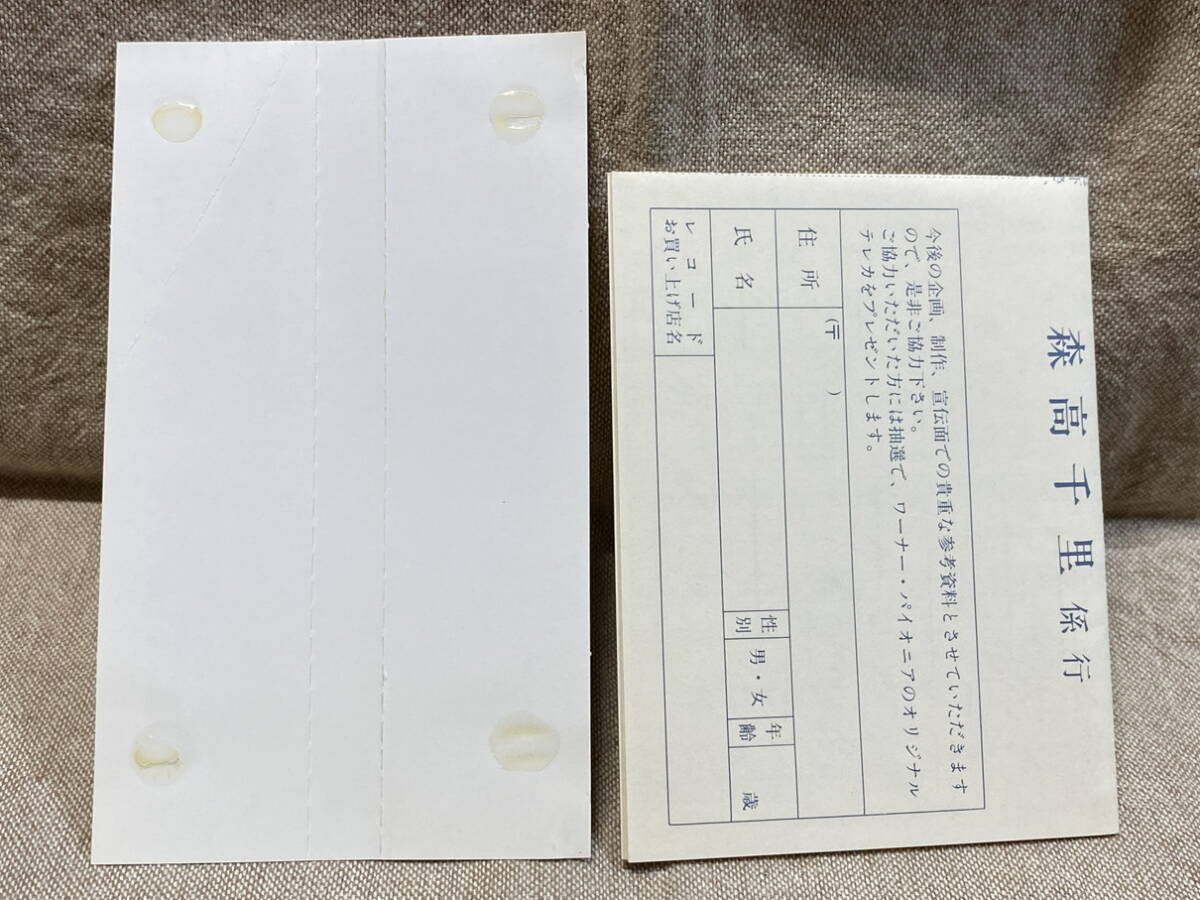 森高千里係行
今後の企画、制作、宣伝面での貴重な参考資料とさせていただきます
ので、是非ご協力下さい。
ご協力いただいた方には抽選で、ワーナー・パイオニアのオリジナル
テレカをプレゼントします。
住所
(〒 )
氏名
性別
男・女
年齢
歳
レコード
お買い上げ店名